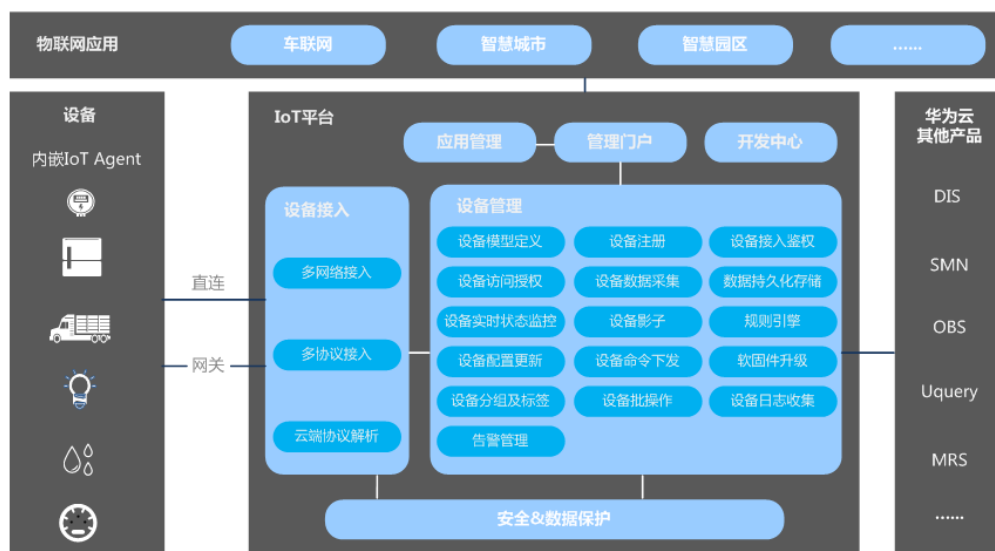 物联网应用
车联网
智慧城市
智慧园区
......
设备
内嵌IoT Agent
直连
网关
IoT平台
应用管理
管理门户
开发中心
设备接入
多网络接入
多协议接入
云端协议解析
设备管理
设备模型定义
设备注册
设备接入鉴权
设备访问授权
设备数据采集
数据持久化存储
设备实时状态监控
设备影子
规则引擎
设备配置更新
设备命令下发
软固件升级
设备分组及标签
设备批操作
设备日志收集
告警管理
安全&数据保护
华为云
其他产品
DIS
SMN
OBS
Uquery
MRS
......